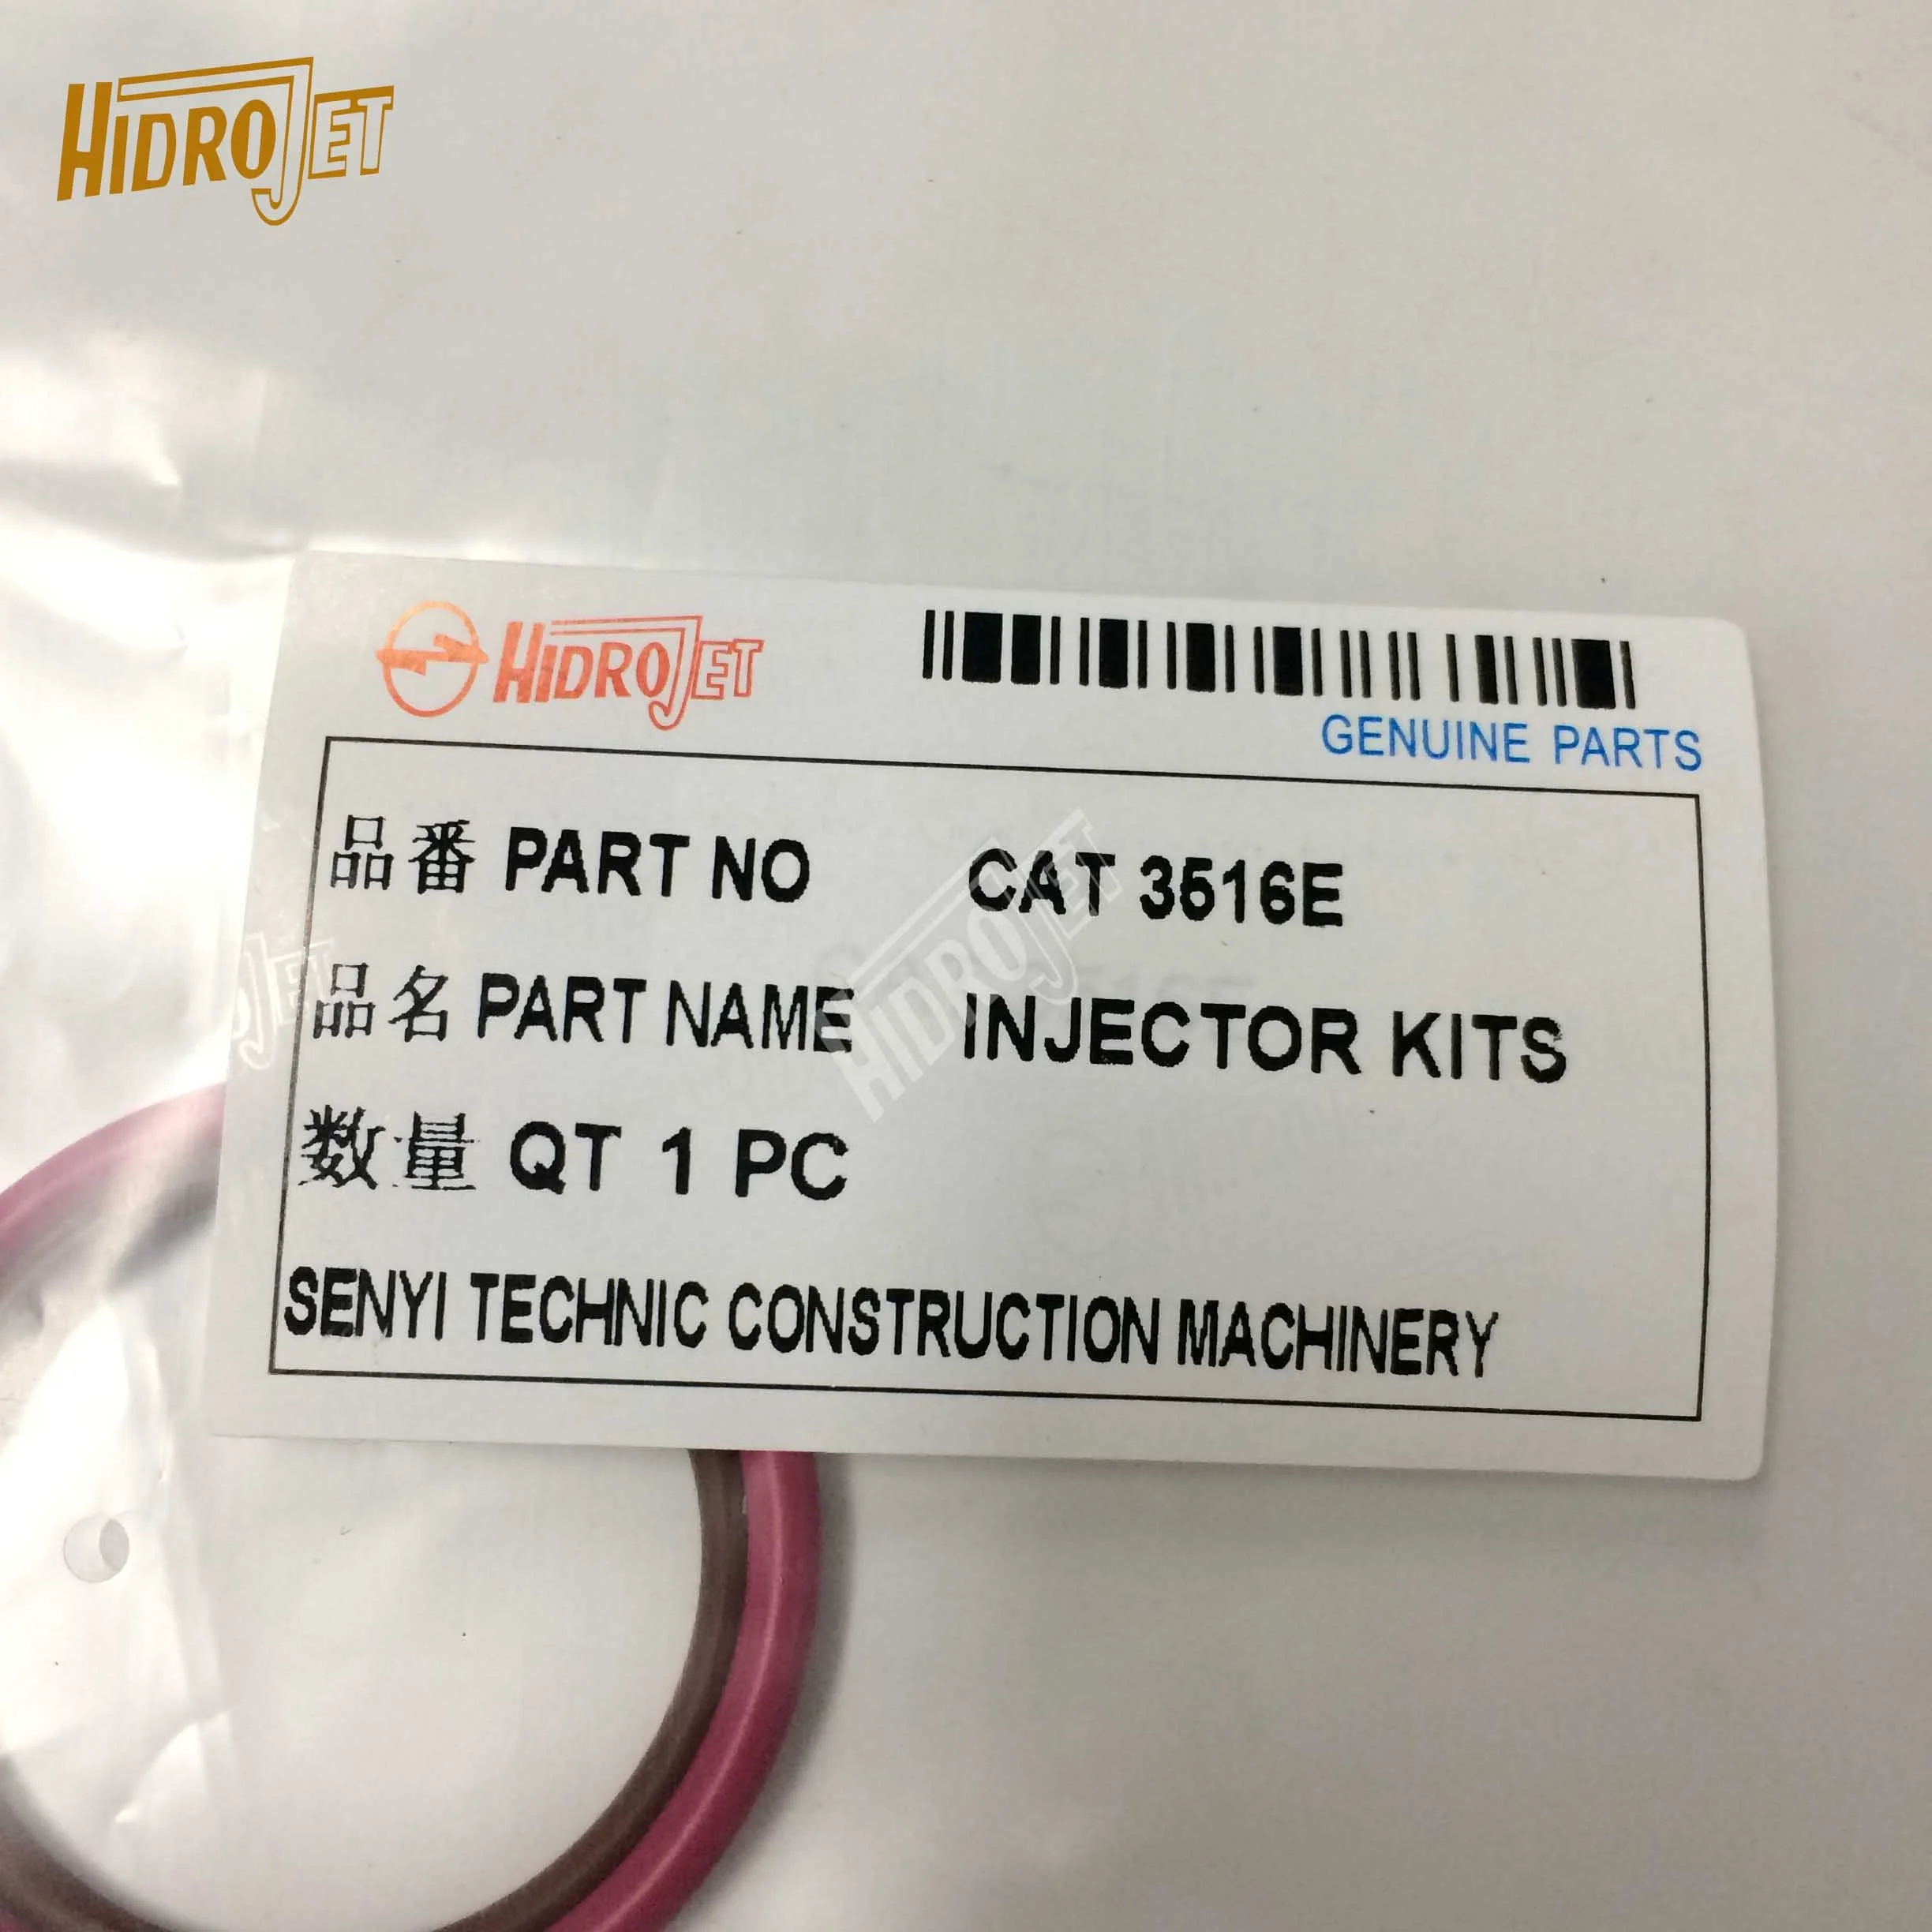 HIDROJET
HIDROJET
GENUINE PARTS
品番 PART NO CAT 3516E
品名 PART NAME INJECTOR KITS
数量 QT 1 PC
SENYI TECHNIC CONSTRUCTION MACHINERY
HIDROJET